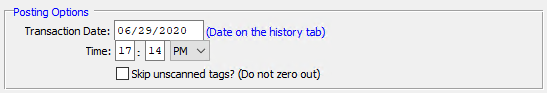 Posting Options
Transaction Date: 06/29/2020 (Date on the history tab)
Time: 17 : 14 PM
Skip unscanned tags? (Do not zero out)